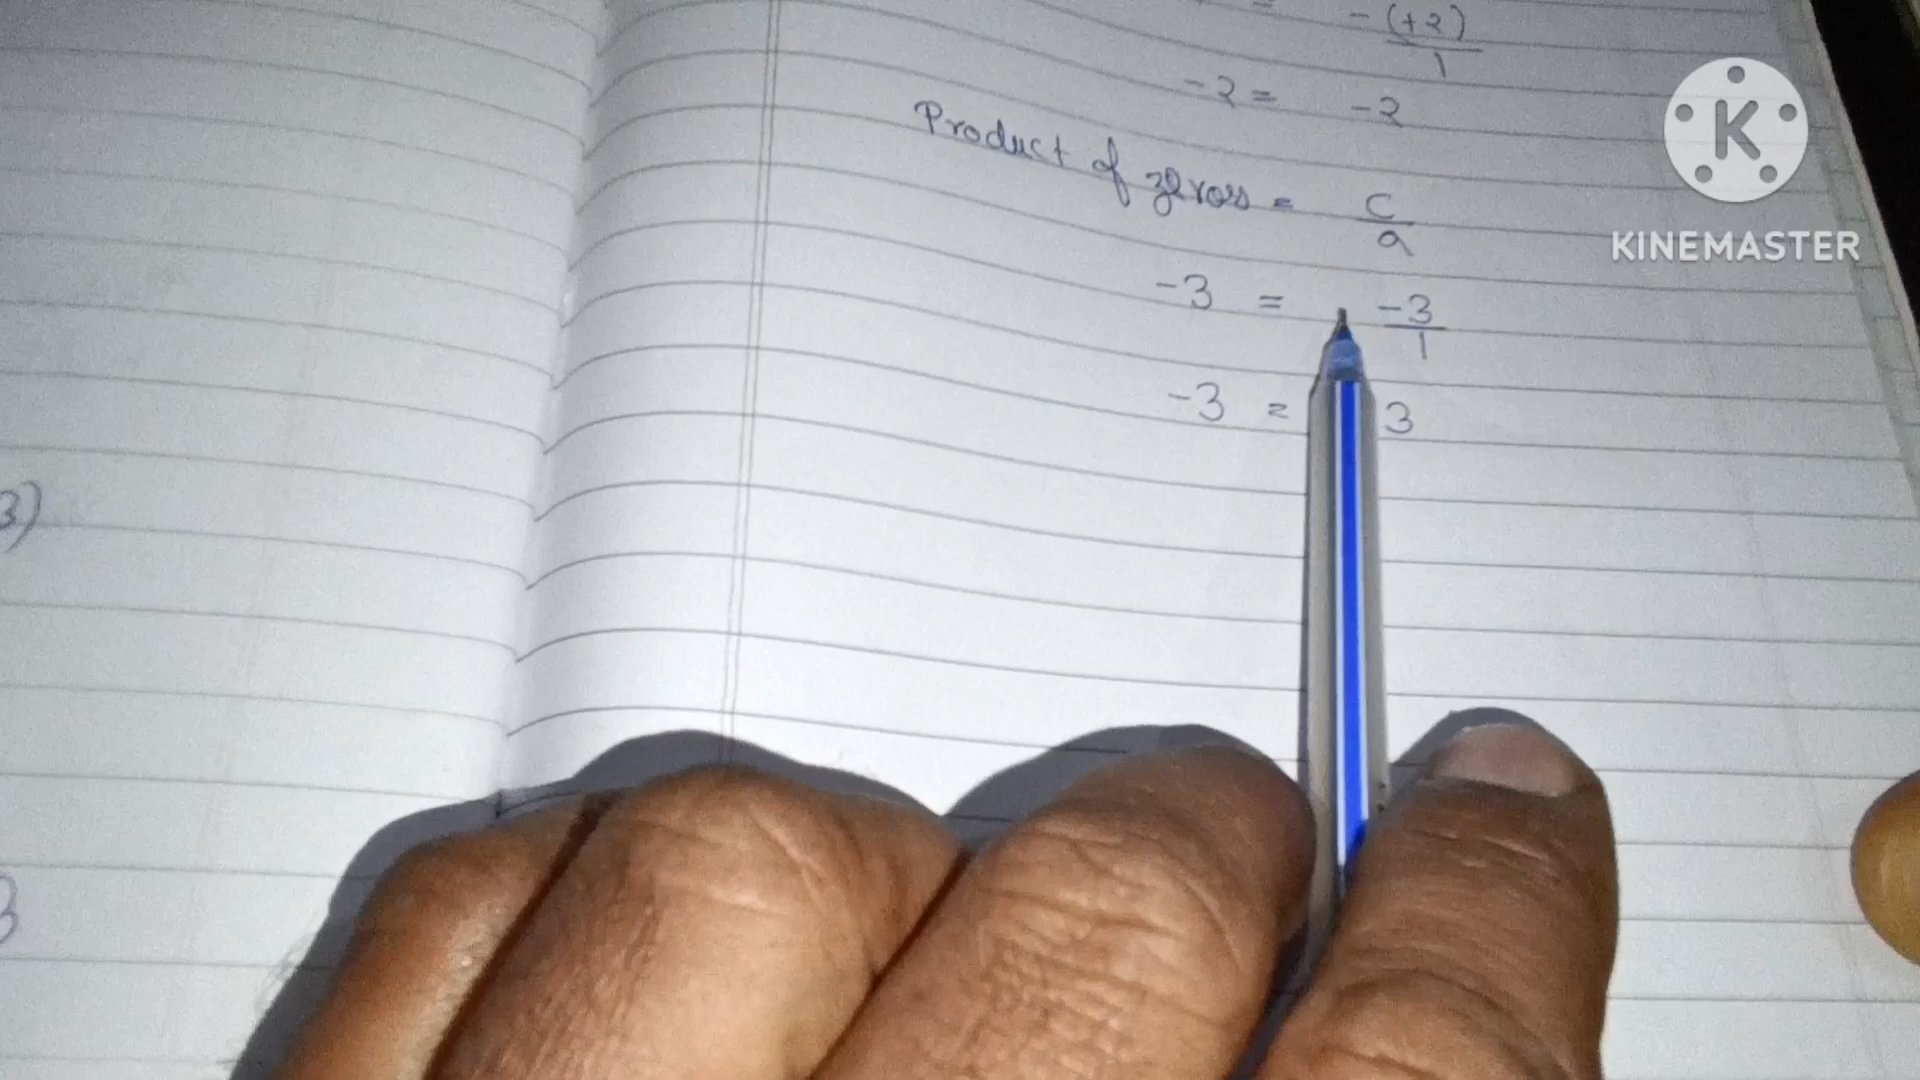 = -(+2)/1
-2 = -2
Product of zeros = c/a
-3 = -3/1
-3 = 3
3)
KINEMASTER